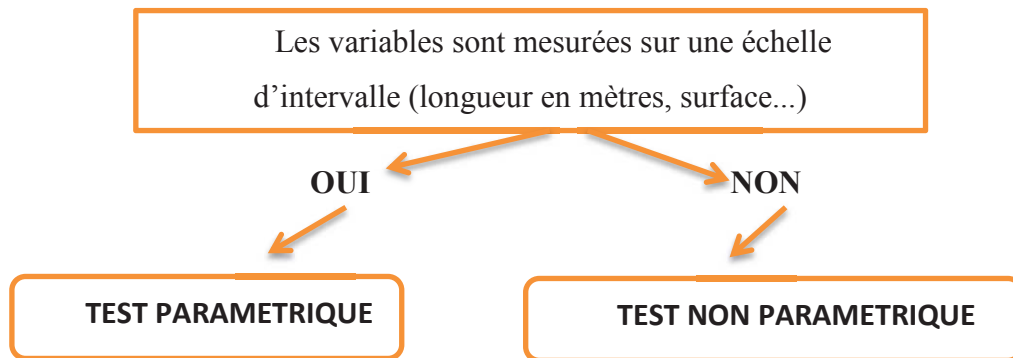 Les variables sont mesurées sur une échelle
d’intervalle (longueur en mètres, surface...)
OUI
NON
TEST PARAMETRIQUE
TEST NON PARAMETRIQUE